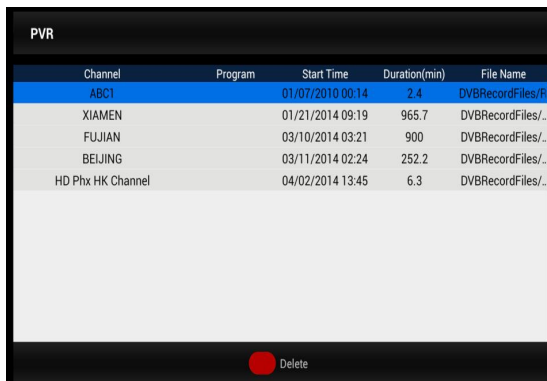 PVR
Channel Program Start Time Duration(min) File Name
ABC1 01/07/2010 00:14 2.4 DVBRecordFiles/R
XIAMEN 01/21/2014 09:19 965.7 DVBRecordFiles/..
FUJIAN 03/10/2014 03:21 900 DVBRecordFiles/..
BEIJING 03/11/2014 02:24 252.2 DVBRecordFiles/..
HD Phx HK Channel 04/02/2014 13:45 6.3 DVBRecordFiles/..
Delete